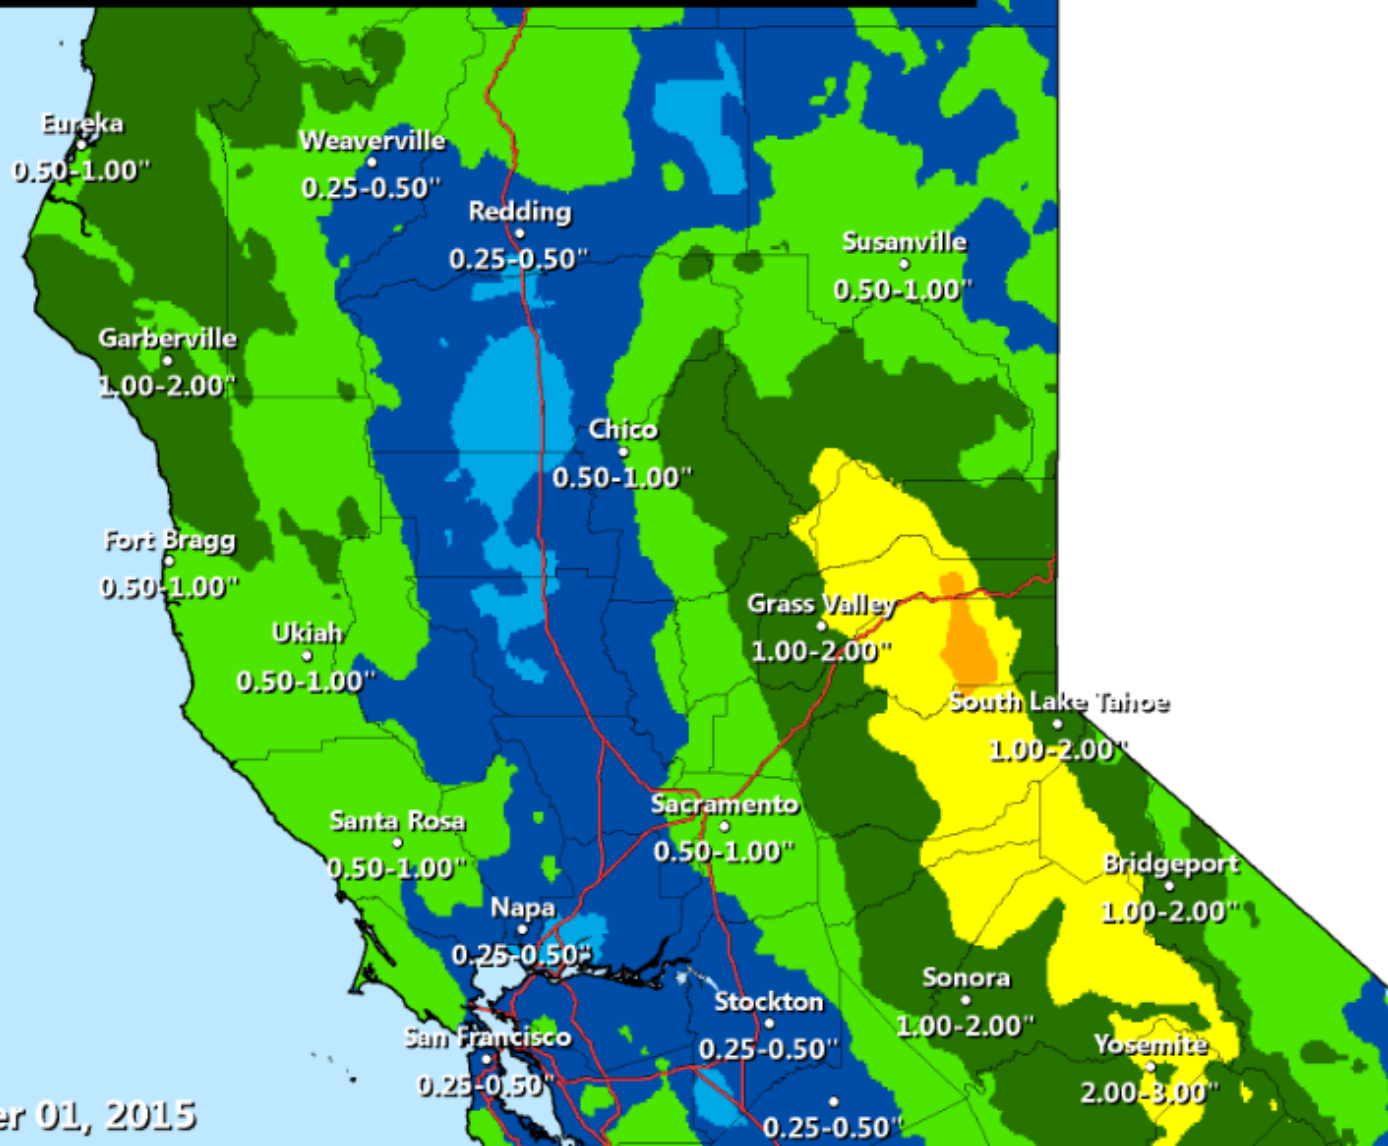 Eureka
0.50-1.00"
Weaverville
0.25-0.50"
Redding
0.25-0.50"
Susanville
0.50-1.00"
Garberville
1.00-2.00"
Chico
0.50-1.00"
Fort Bragg
0.50-1.00"
Grass Valley
1.00-2.00"
Ukiah
0.50-1.00"
South Lake Tahoe
1.00-2.00"
Sacramento
0.50-1.00"
Santa Rosa
0.50-1.00"
Bridgeport
1.00-2.00"
Napa
0.25-0.50"
Sonora
1.00-2.00"
Stockton
0.25-0.50"
San Francisco
0.25-0.50"
Yosemite
2.00-3.00"
0.25-0.50"
er 01, 2015